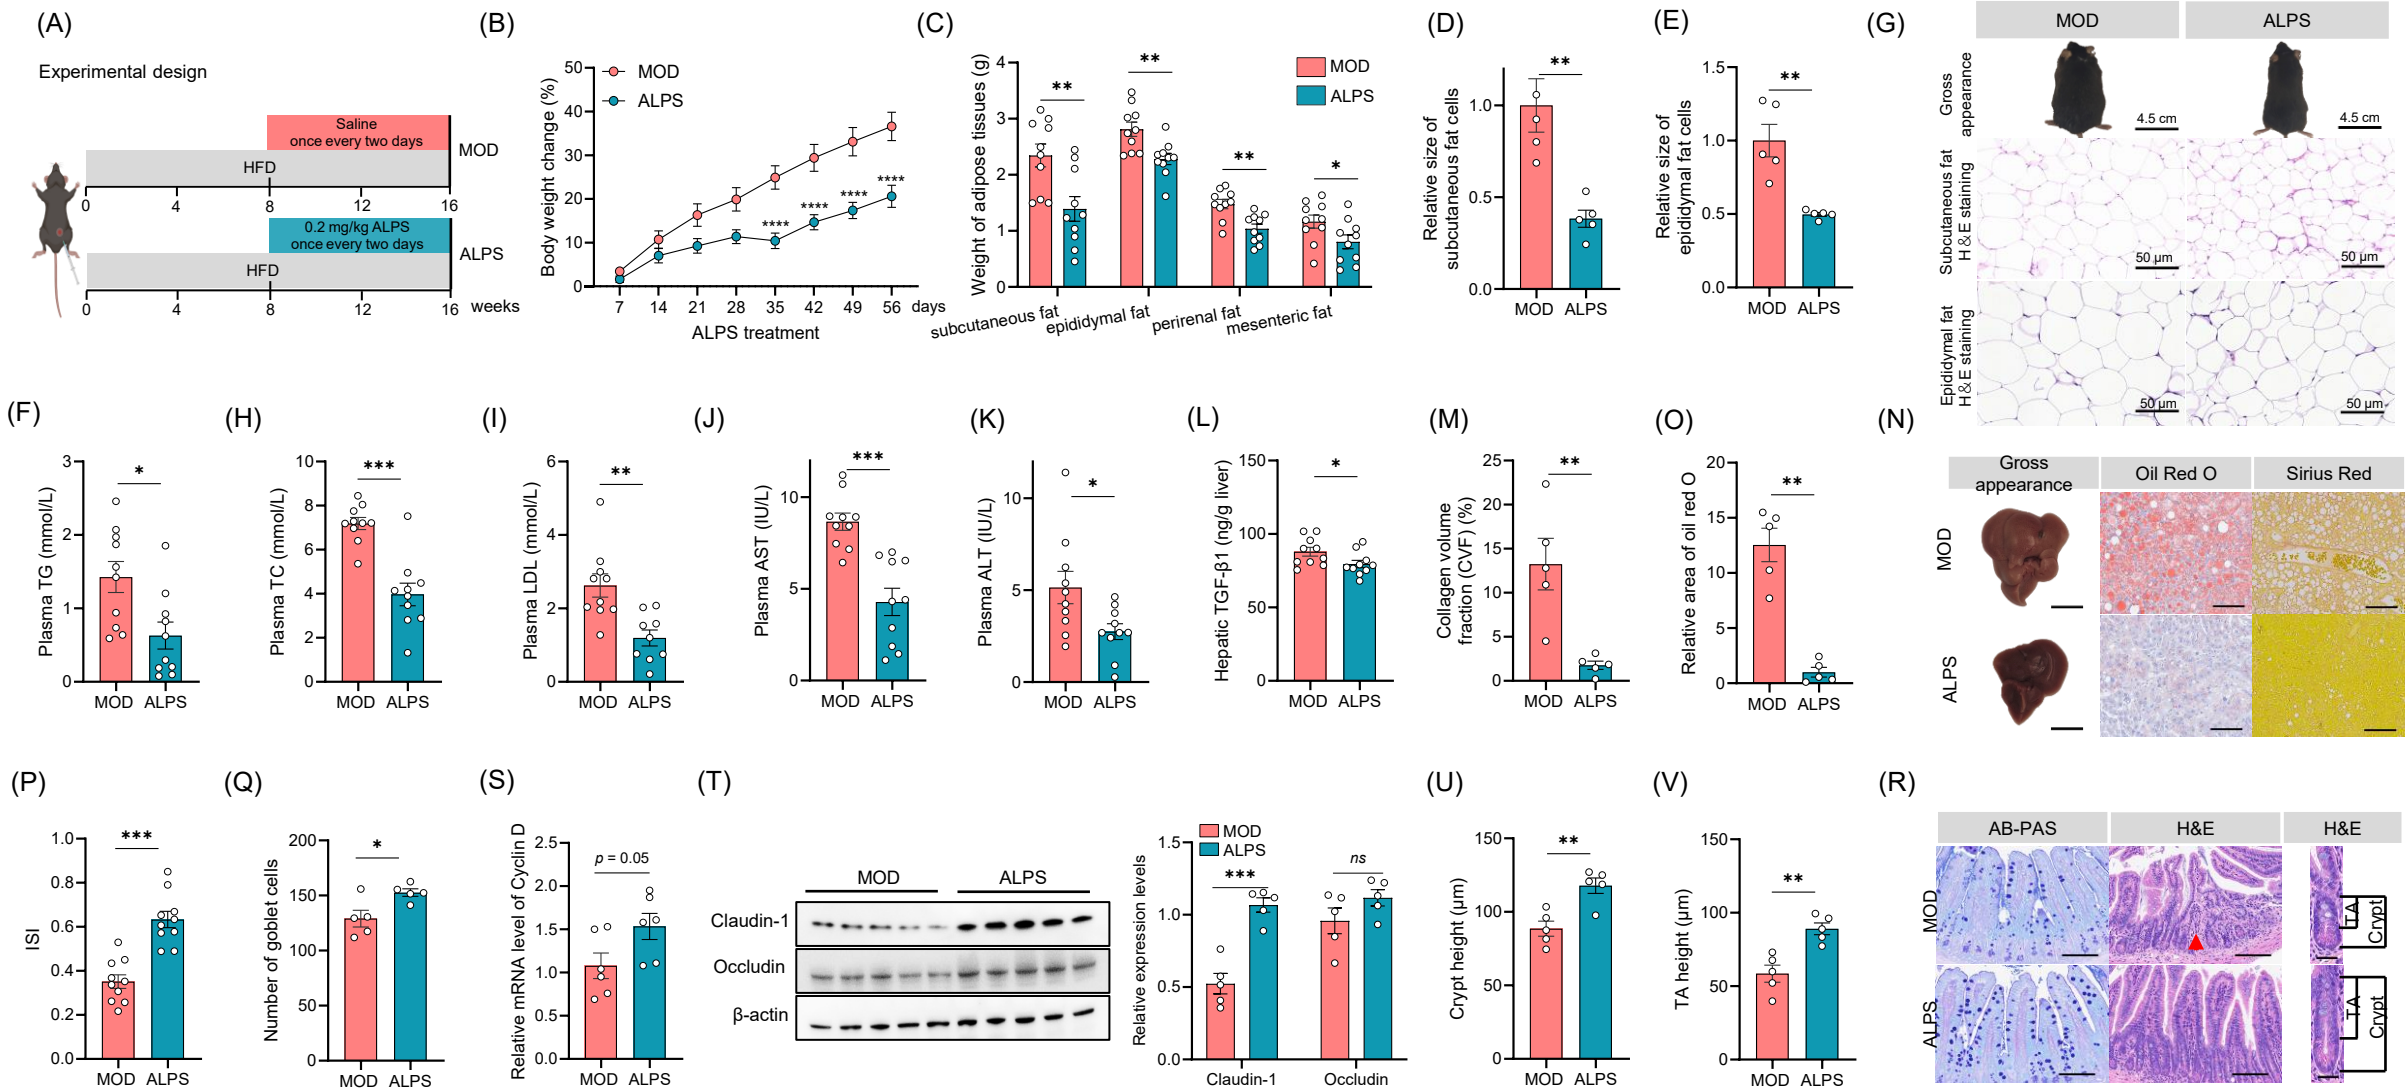 (A)
Experimental design
Saline
once every two days
HFD
MOD
0 4 8 12 16
0.2 mg/kg ALPS
once every two days
HFD
ALPS
0 4 8 12 16 weeks
(B)
Body weight change (%)
50
40
30
20
10
0
MOD
ALPS
**** **** **** ****
7 14 21 28 35 42 49 56 days
ALPS treatment
(C)
Weight of adipose tissues (g)
4
3
2
1
0
MOD
ALPS
** ** ** *
subcutaneous fat
epididymal fat
perirenal fat
mesenteric fat
(D)
Relative size of
subcutaneous fat cells
1.0
0.5
0.0
**
MOD ALPS
(E)
Relative size of
epididymal fat cells
1.5
1.0
0.5
0.0
**
MOD ALPS
(G)
MOD ALPS
Gross
appearance
4.5 cm 4.5 cm
Subcutaneous fat
H&E staining
50 μm 50 μm
Epididymal fat
H&E staining
50 μm 50 μm
(F)
Plasma TG (mmol/L)
3
2
1
0
*
MOD ALPS
(H)
Plasma TC (mmol/L)
10
8
6
4
2
0
***
MOD ALPS
(I)
Plasma LDL (mmol/L)
6
4
2
0
**
MOD ALPS
(J)
Plasma AST (IU/L)
10
5
0
***
MOD ALPS
(K)
Plasma ALT (IU/L)
10
5
0
*
MOD ALPS
(L)
Hepatic TGF-β1 (ng/g liver)
150
100
50
0
*
MOD ALPS
(M)
Collagen volume
fraction (CVF) (%)
25
20
15
10
5
0
**
MOD ALPS
(O)
Relative area of oil red O
20
15
10
5
0
**
MOD ALPS
(N)
Gross
appearance
Oil Red O
Sirius Red
MOD
ALPS
(P)
ISI
1.0
0.8
0.6
0.4
0.2
0.0
***
MOD ALPS
(Q)
Number of goblet cells
200
150
100
50
0
*
MOD ALPS
(S)
Relative mRNA level of Cyclin D
2.5
2.0
1.5
1.0
0.5
0.0
p = 0.05
MOD ALPS
(T)
MOD ALPS
Claudin-1
Occludin
β-actin
Relative expression levels
1.5
1.0
0.5
0.0
MOD
ALPS
*** ns
Claudin-1 Occludin
(U)
Crypt height (μm)
150
100
50
0
**
MOD ALPS
(V)
TA height (μm)
150
100
50
0
**
MOD ALPS
(R)
AB-PAS H&E H&E
MOD
TA
Crypt
ALPS
TA
Crypt